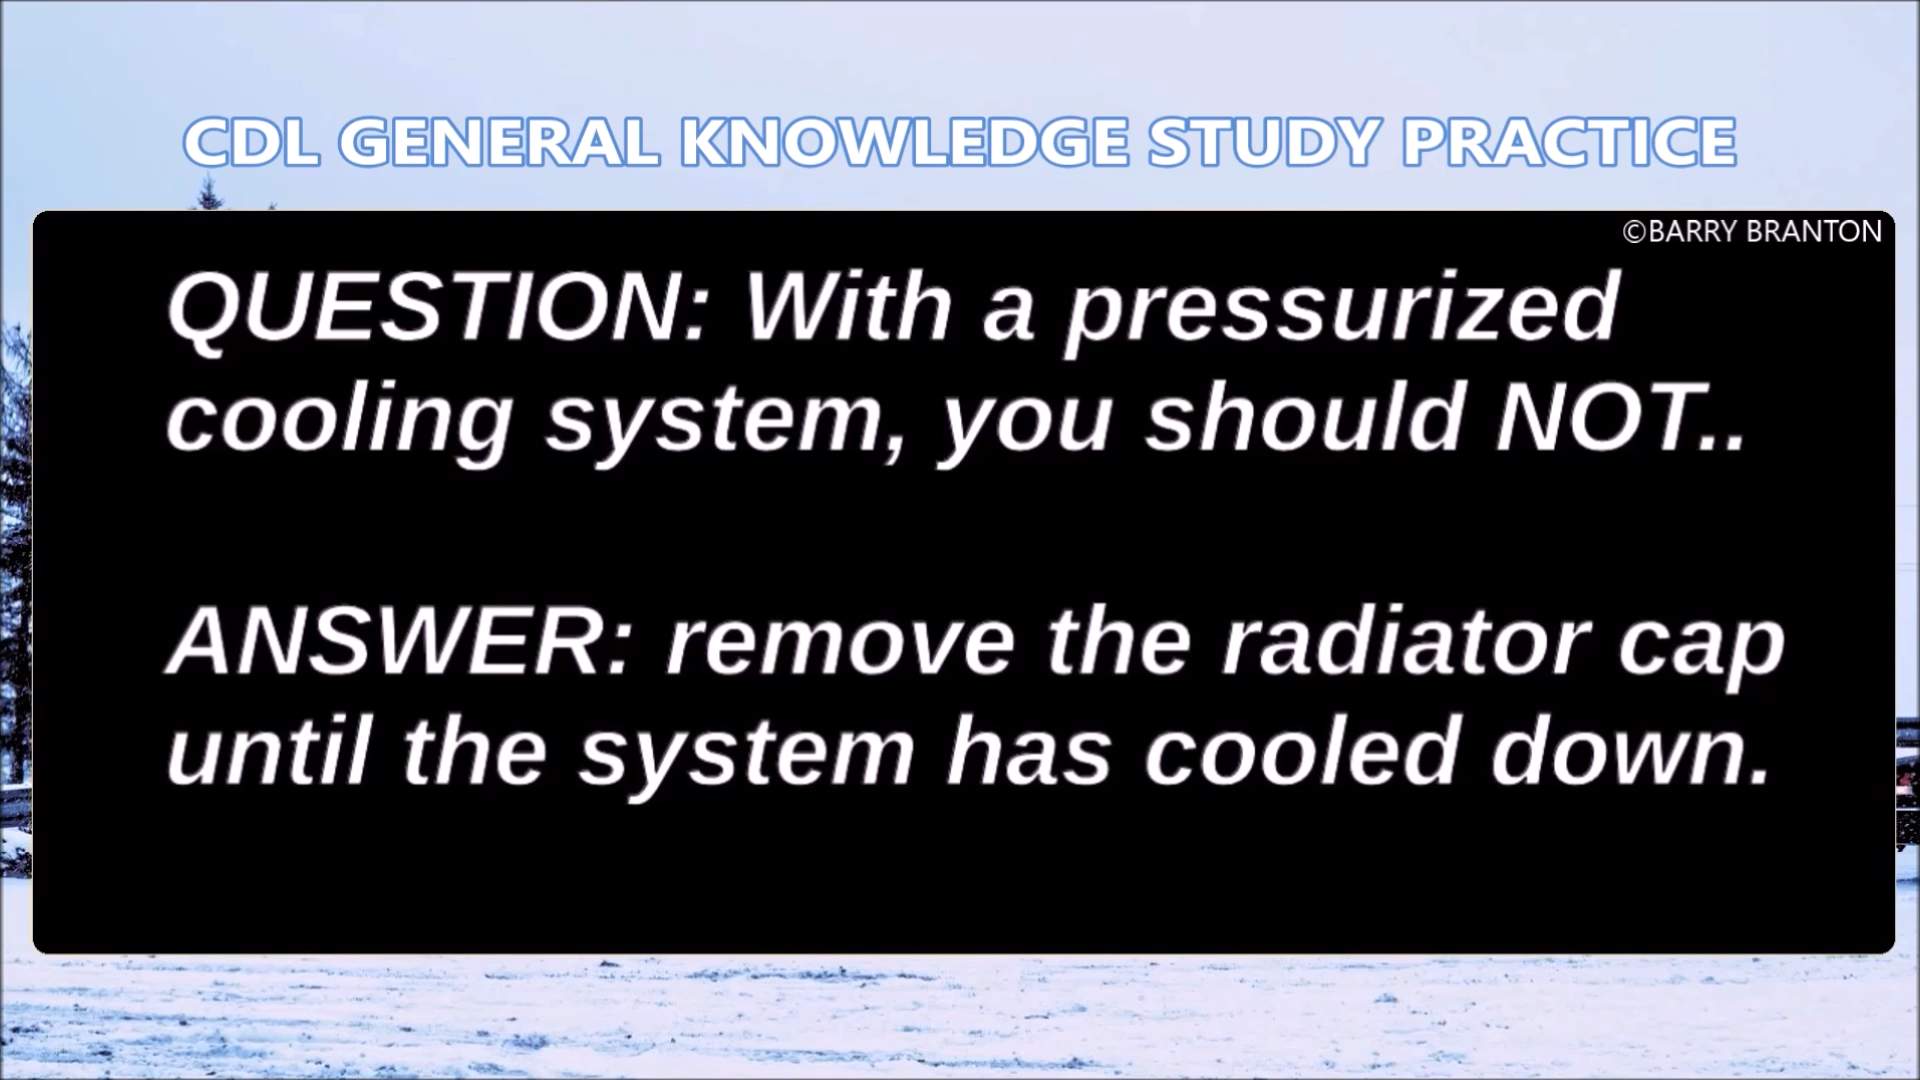 CDL GENERAL KNOWLEDGE STUDY PRACTICE
©BARRY BRANTON
QUESTION: With a pressurized
cooling system, you should NOT..
ANSWER: remove the radiator cap
until the system has cooled down.